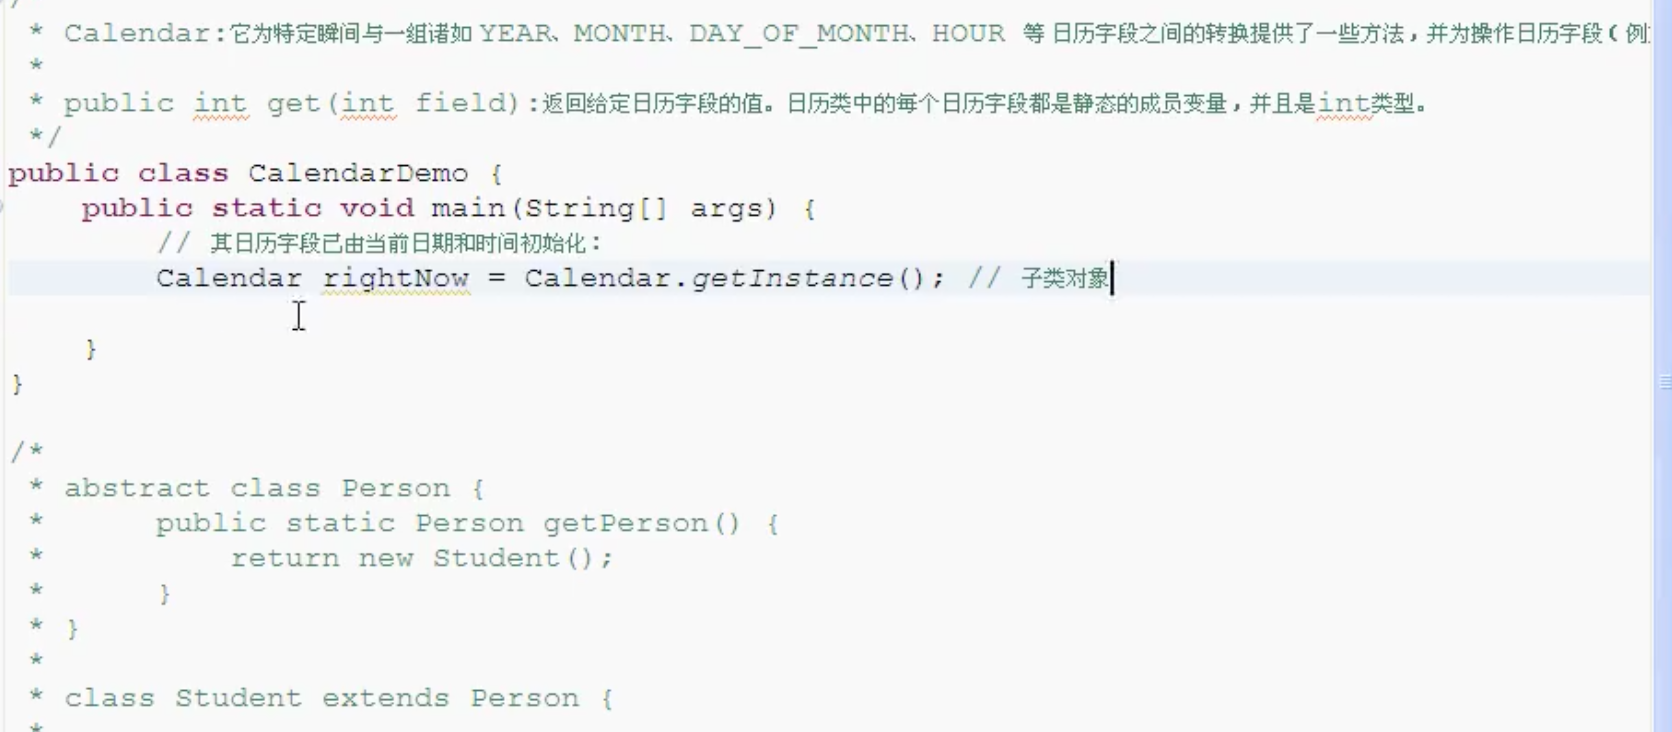 * Calendar:它为特定瞬间与一组诸如 YEAR、MONTH、DAY_OF_MONTH、HOUR 等 日历字段之间的转换提供了一些方法，并为操作日历字段(例
*
* public int get(int field):返回给定日历字段的值。日历类中的每个日历字段都是静态的成员变量，并且是int类型。
*/
public class CalendarDemo {
public static void main(String[] args) {
// 其日历字段已由当前日期和时间初始化：
Calendar rightNow = Calendar.getInstance(); // 子类对象
}
}
/*
* abstract class Person {
* public static Person getPerson() {
* return new Student();
* }
* }
*
* class Student extends Person {
*